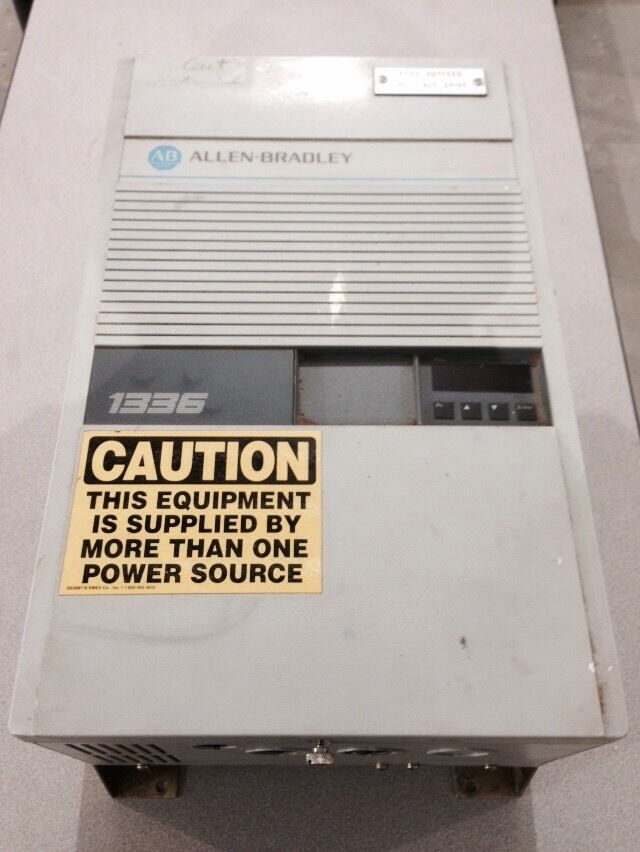 AB ALLEN-BRADLEY
1336
CAUTION
THIS EQUIPMENT
IS SUPPLIED BY
MORE THAN ONE
POWER SOURCE